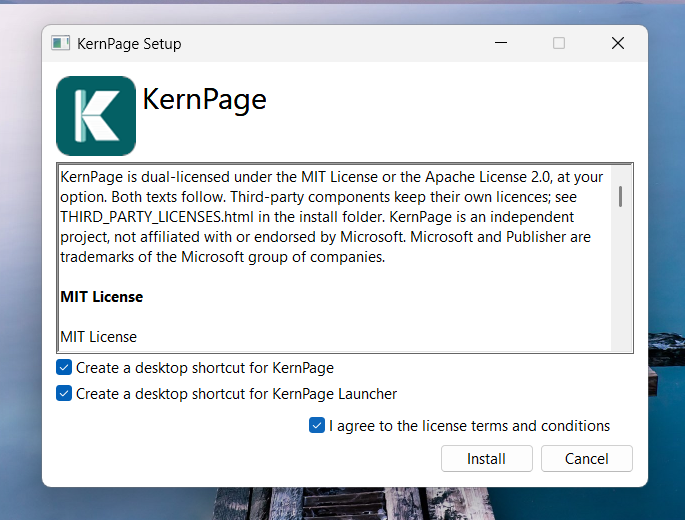 KernPage Setup
KernPage
KernPage is dual-licensed under the MIT License or the Apache License 2.0, at your
option. Both texts follow. Third-party components keep their own licences; see
THIRD_PARTY_LICENSES.html in the install folder. KernPage is an independent
project, not affiliated with or endorsed by Microsoft. Microsoft and Publisher are
trademarks of the Microsoft group of companies.
MIT License
MIT License
Create a desktop shortcut for KernPage
Create a desktop shortcut for KernPage Launcher
I agree to the license terms and conditions
Install
Cancel